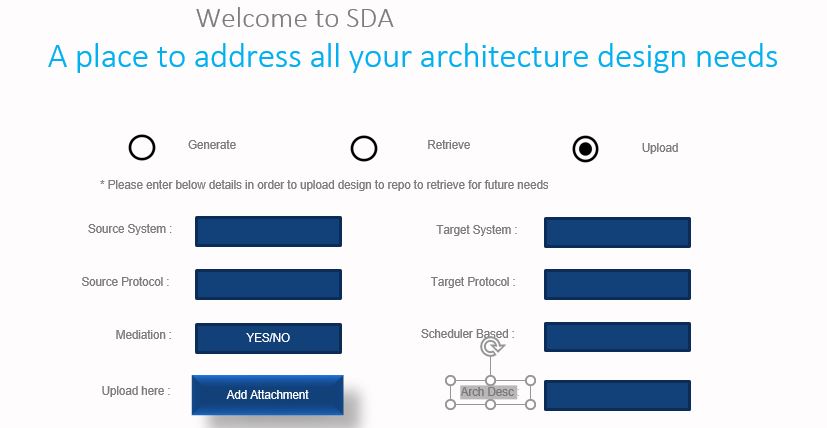 Welcome to SDA
A place to address all your architecture design needs
Generate Retrieve Upload
* Please enter below details in order to upload design to repo to retrieve for future needs
Source System : Target System :
Source Protocol : Target Protocol :
Mediation : YES/NO Scheduler Based :
Upload here : Add Attachment Arch Desc :